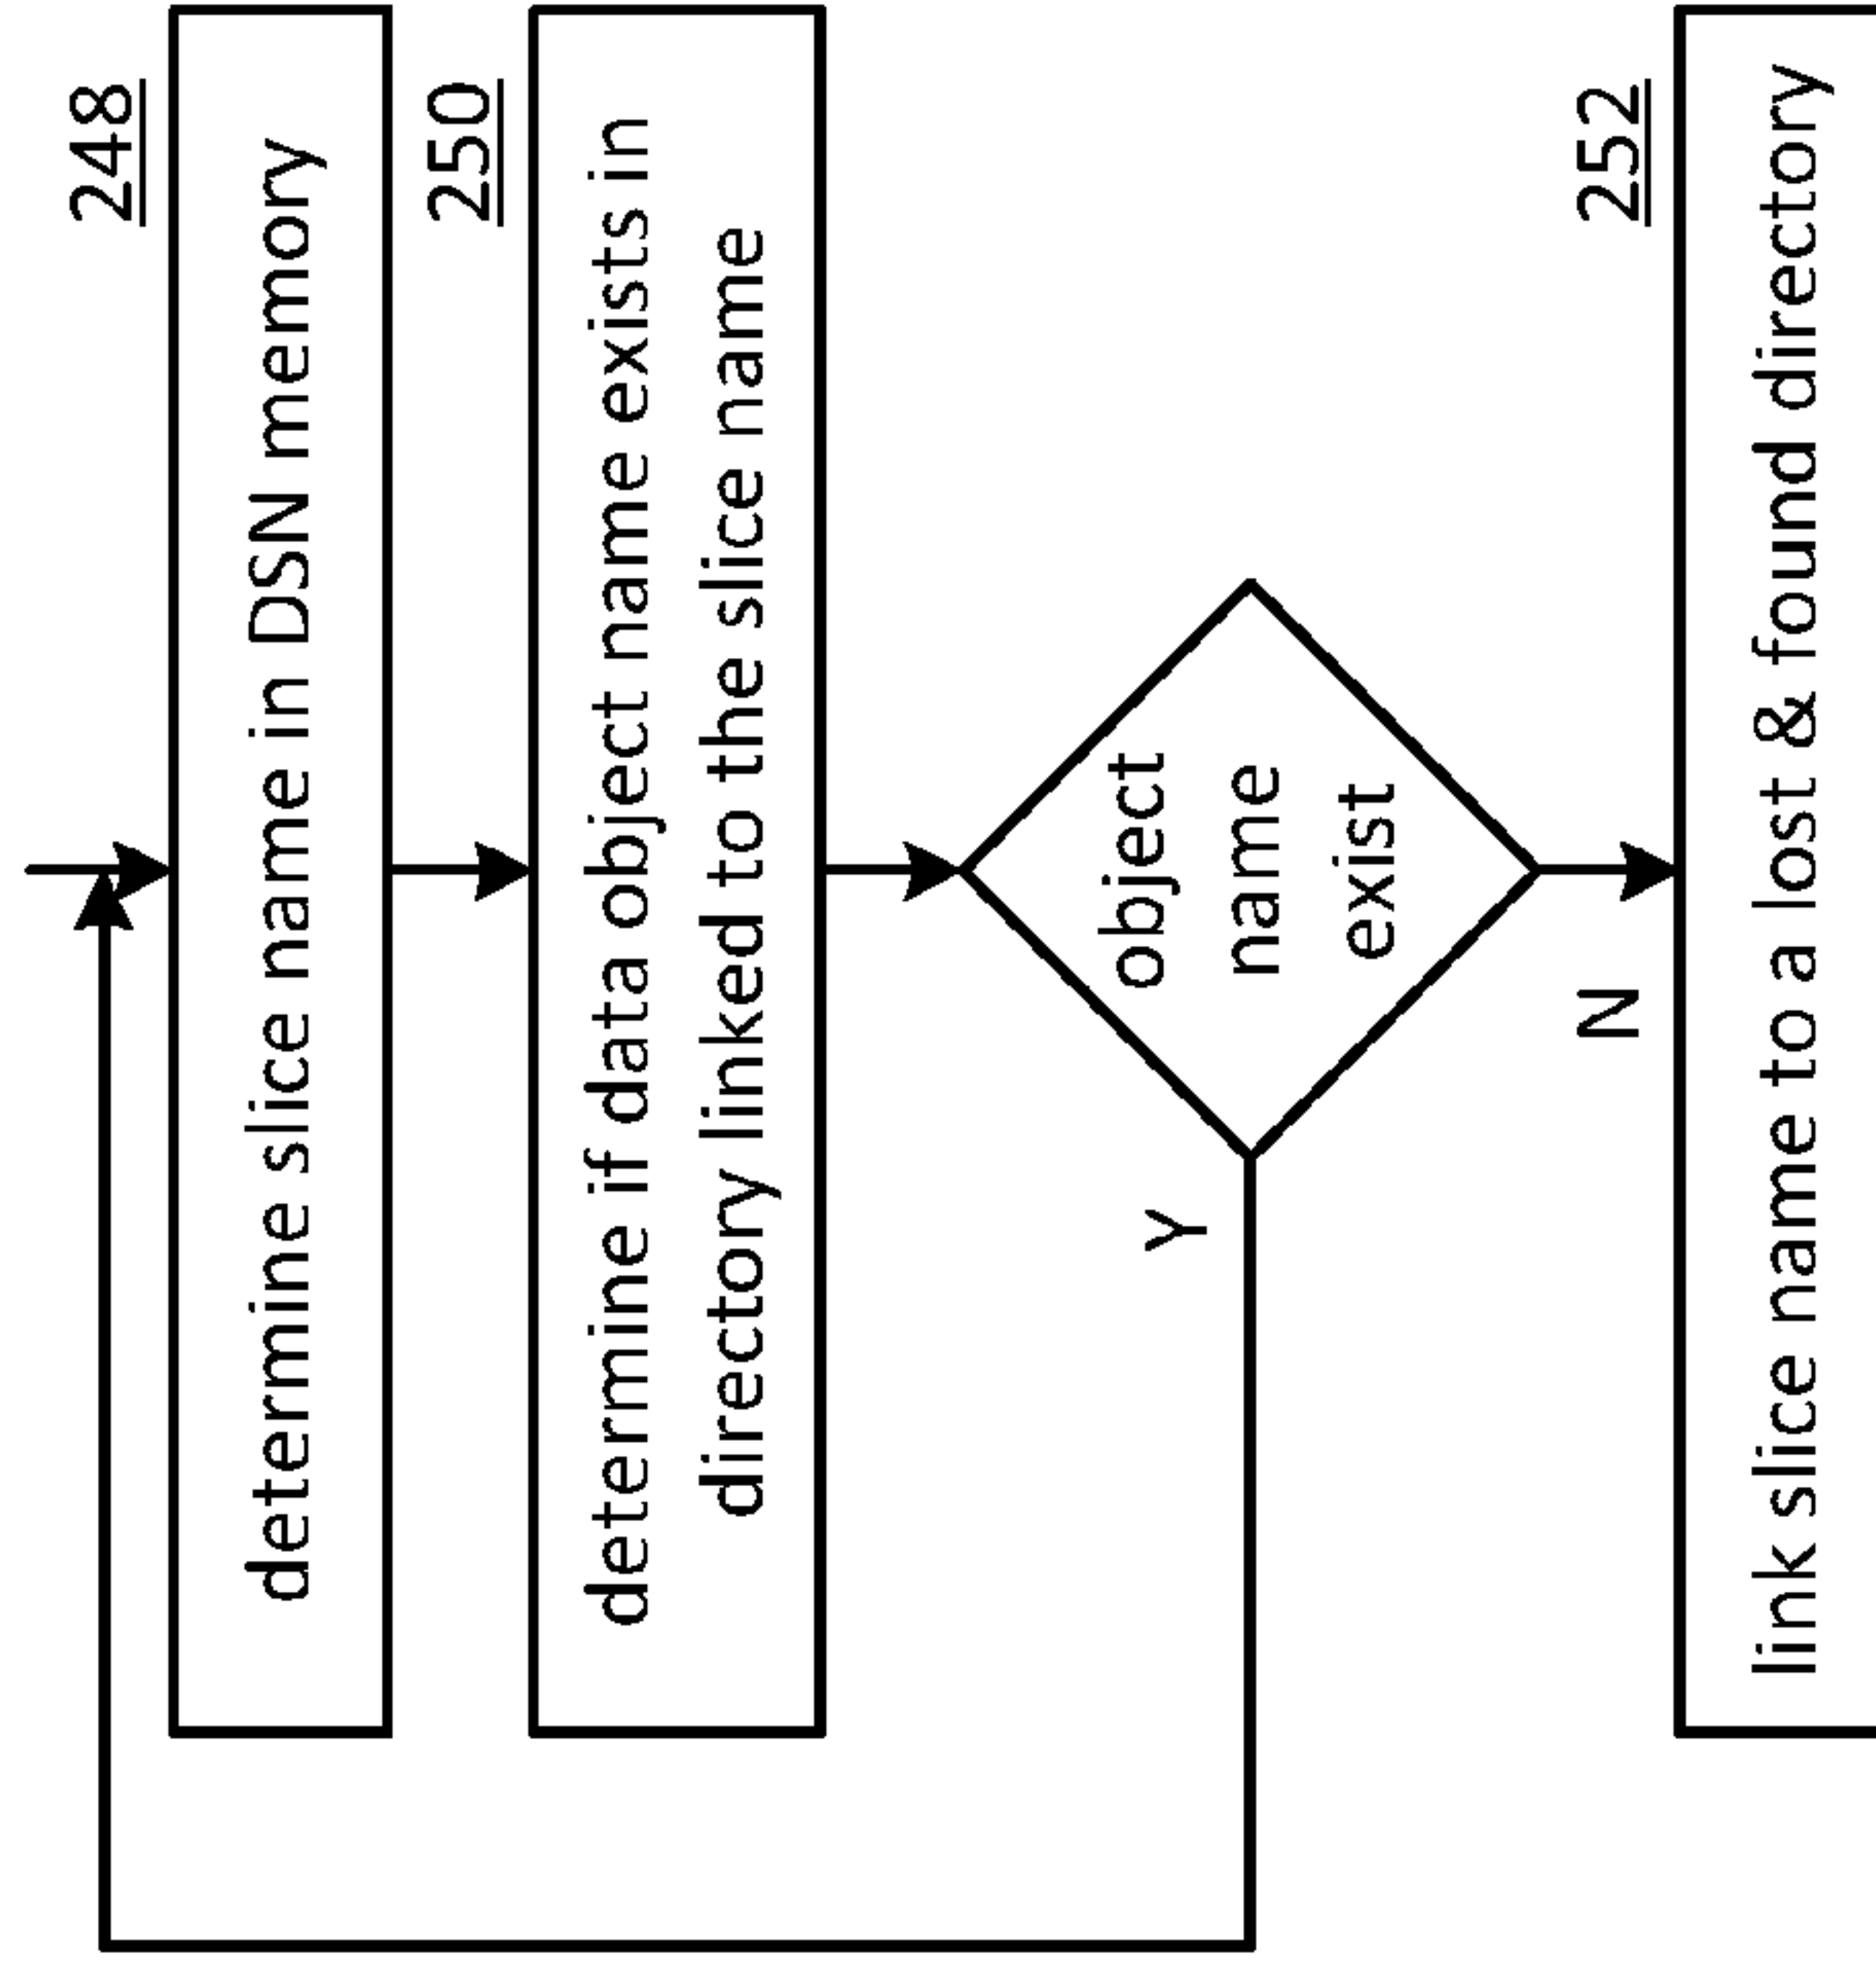 248
determine slice name in DSN memory
250
determine if data object name exists in
directory linked to the slice name
object
name
exist
Y
N
252
link slice name to a lost & found directory